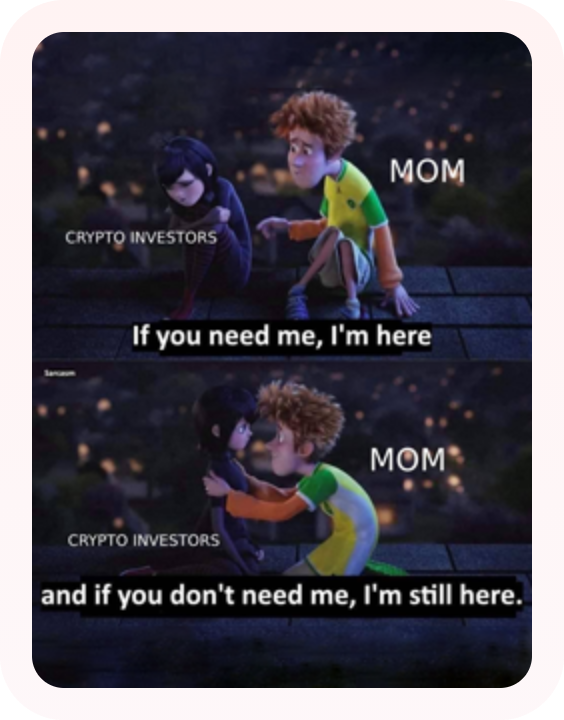 MOM
CRYPTO INVESTORS
If you need me, I'm here
Sarcasm
MOM
CRYPTO INVESTORS
and if you don't need me, I'm still here.